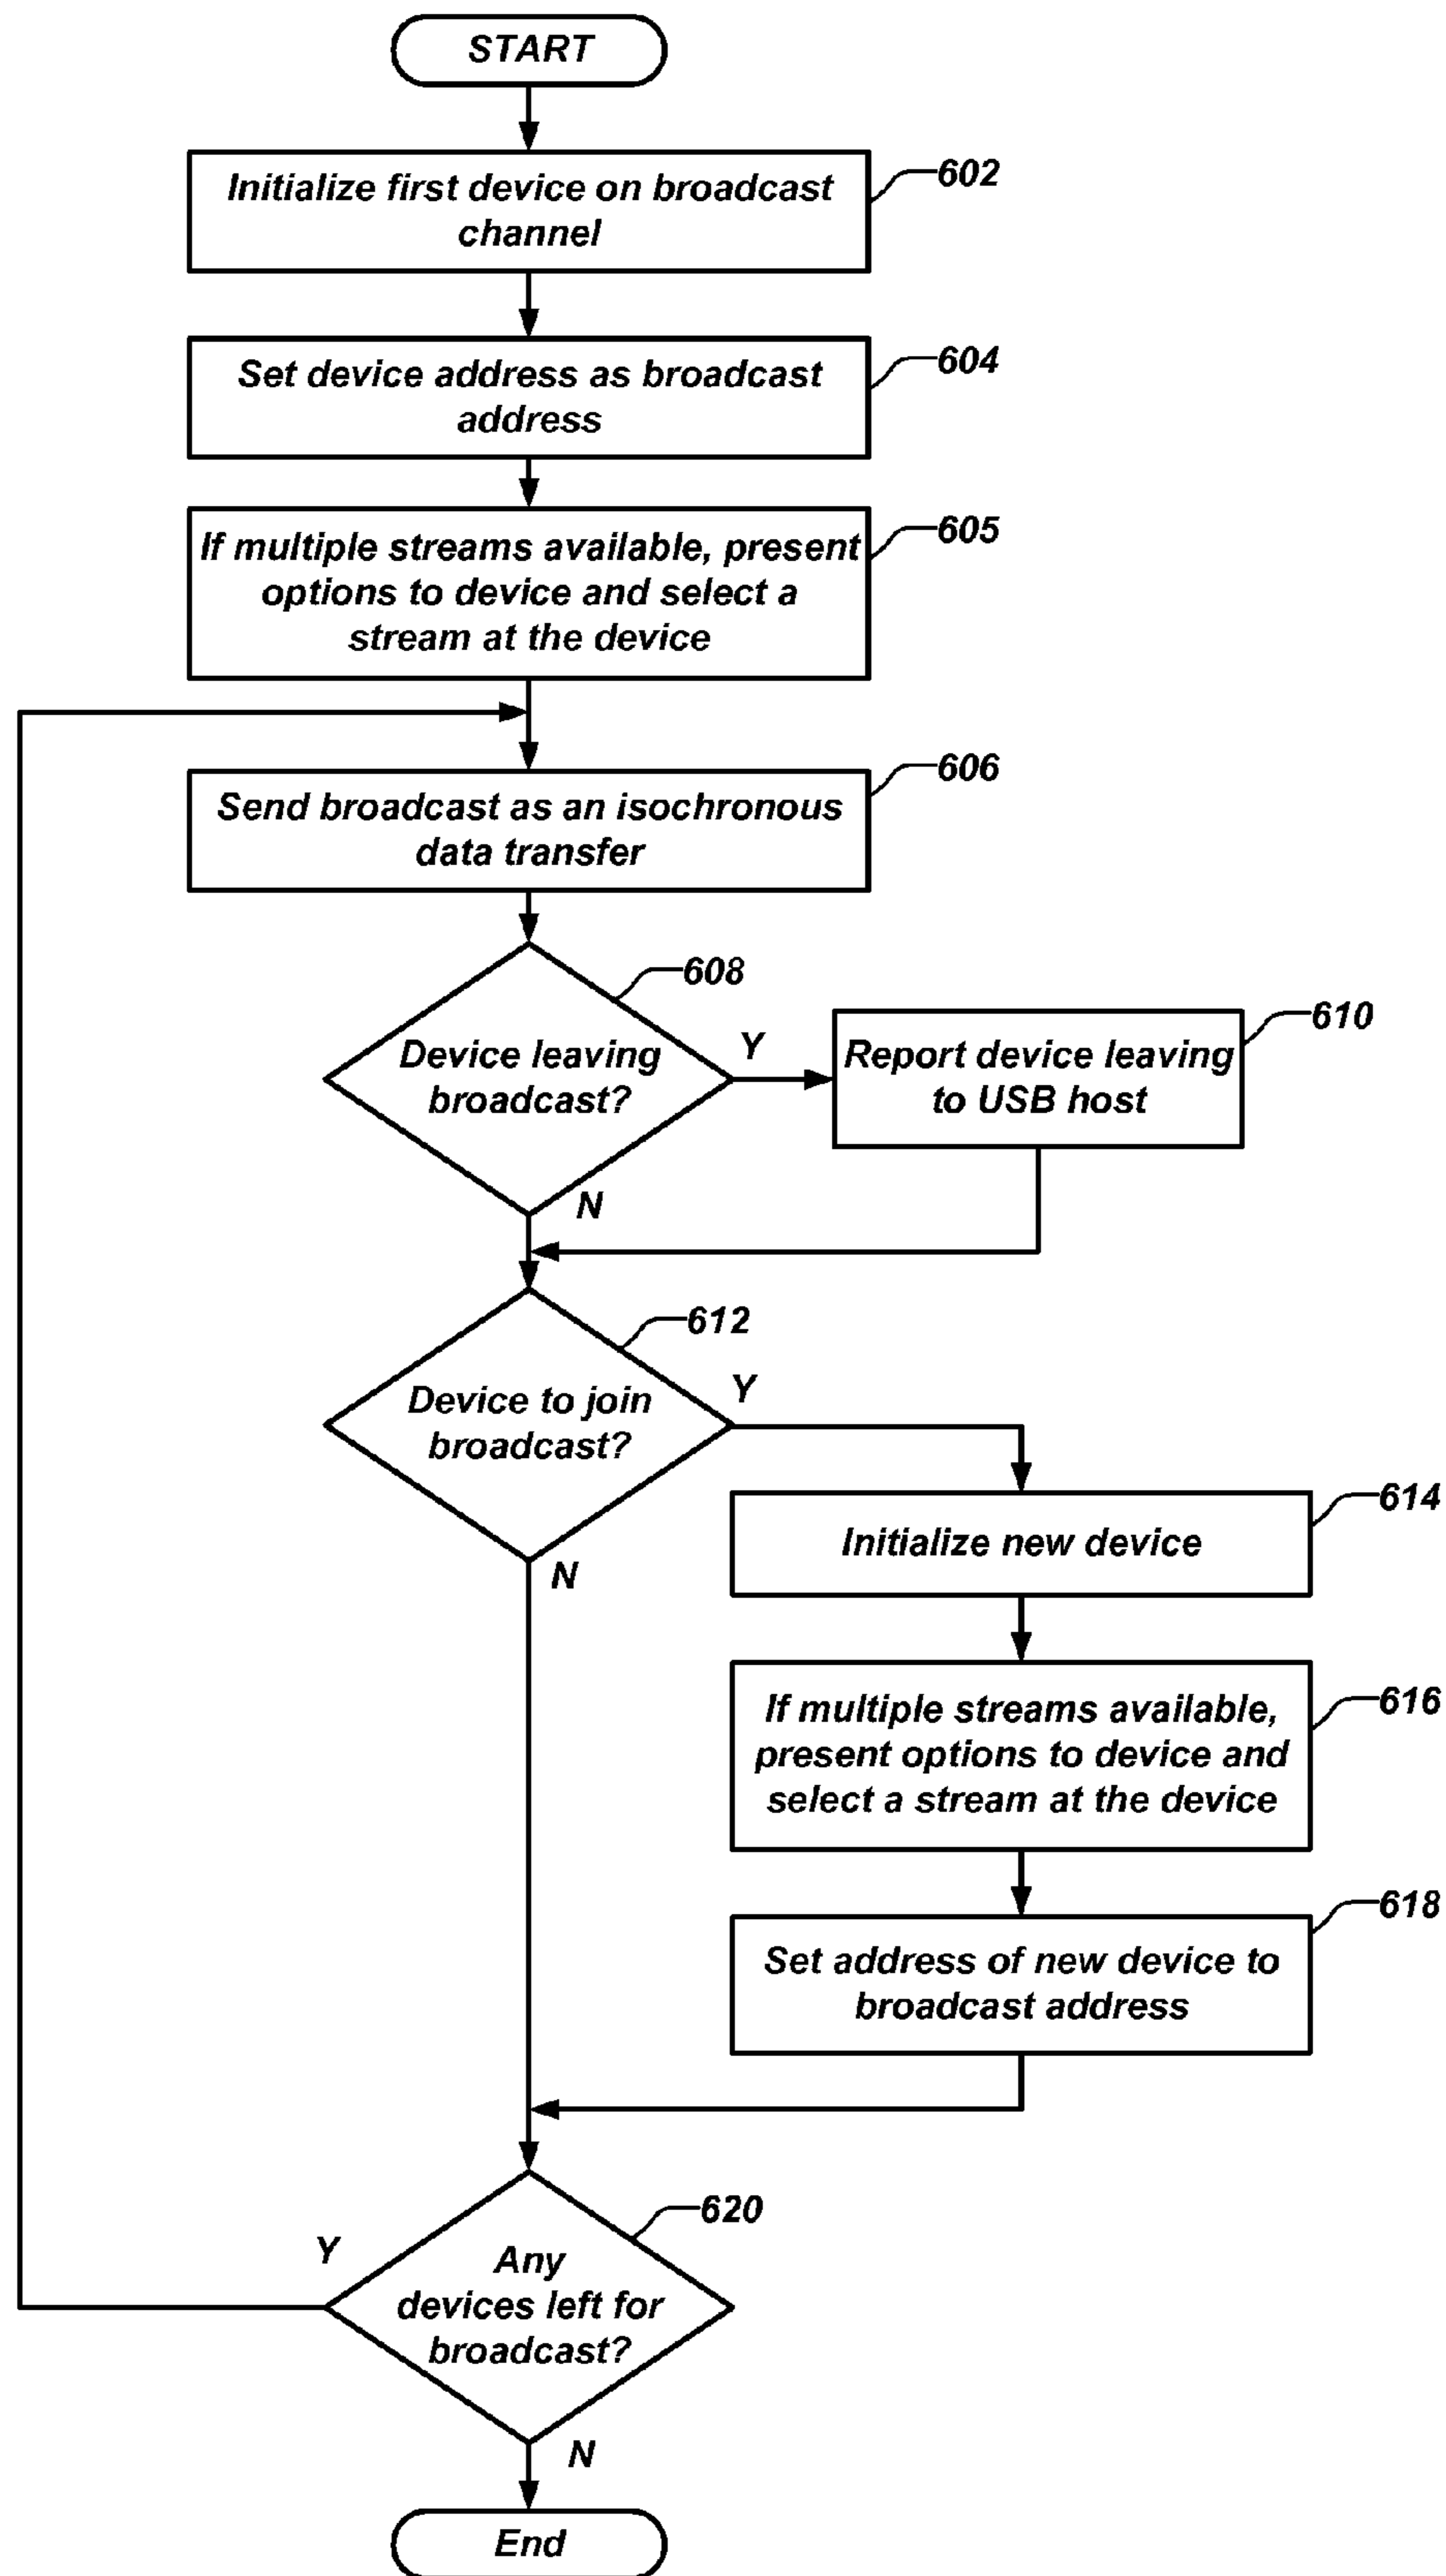 START
Initialize first device on broadcast
channel
602
Set device address as broadcast
address
604
If multiple streams available, present
options to device and select a
stream at the device
605
Send broadcast as an isochronous
data transfer
606
Device leaving
broadcast?
608
Y
N
Report device leaving
to USB host
610
Device to join
broadcast?
612
Y
N
Initialize new device
614
If multiple streams available,
present options to device and
select a stream at the device
616
Set address of new device to
broadcast address
618
Any
devices left for
broadcast?
620
Y
N
End